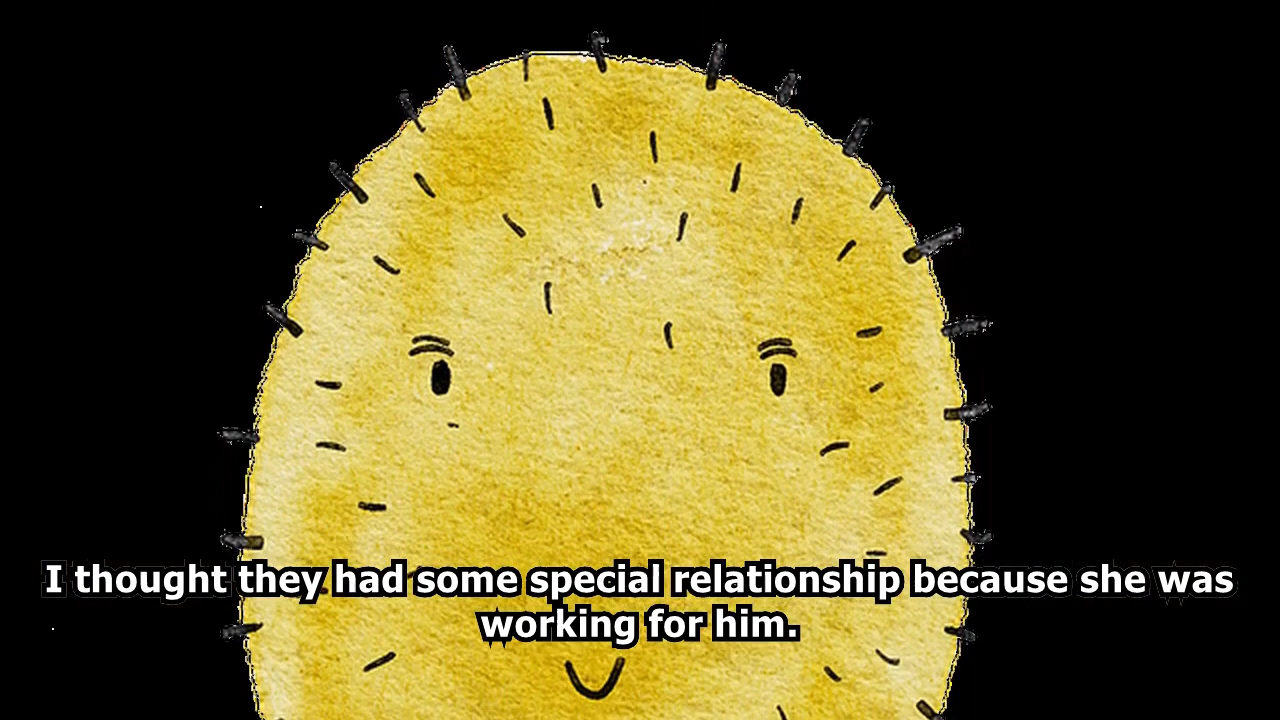 I thought they had some special relationship because she was
working for him.